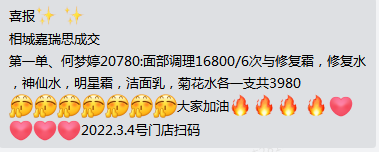 喜报✨ ✨
相城嘉瑞思成交
第一单、何梦婷20780:面部调理16800/6次与修复霜，修复水
，神仙水，明星霜，洁面乳，菊花水各一支共3980
🤭🤭🤭🤭🤭🤭🤭大家加油🔥🔥🔥🔥❤
❤❤❤2022.3.4号门店扫码